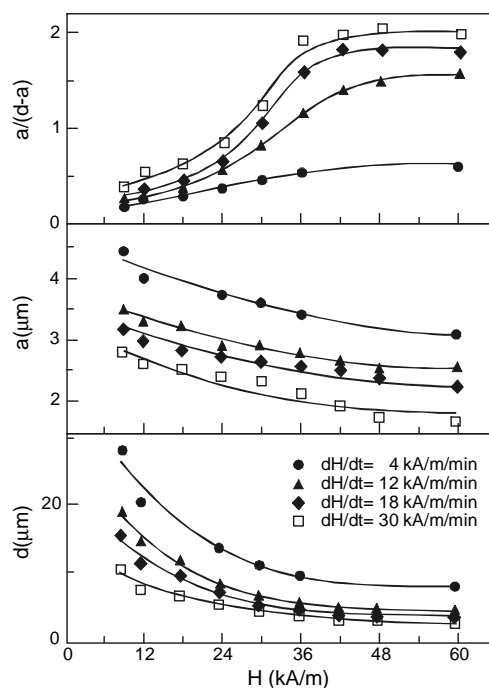 2
1
0
a/(d-a)
4
3
2
a(μm)
20
0
d(μm)
dH/dt= 4 kA/m/min
dH/dt= 12 kA/m/min
dH/dt= 18 kA/m/min
dH/dt= 30 kA/m/min
0 12 24 36 48 60
H (kA/m)